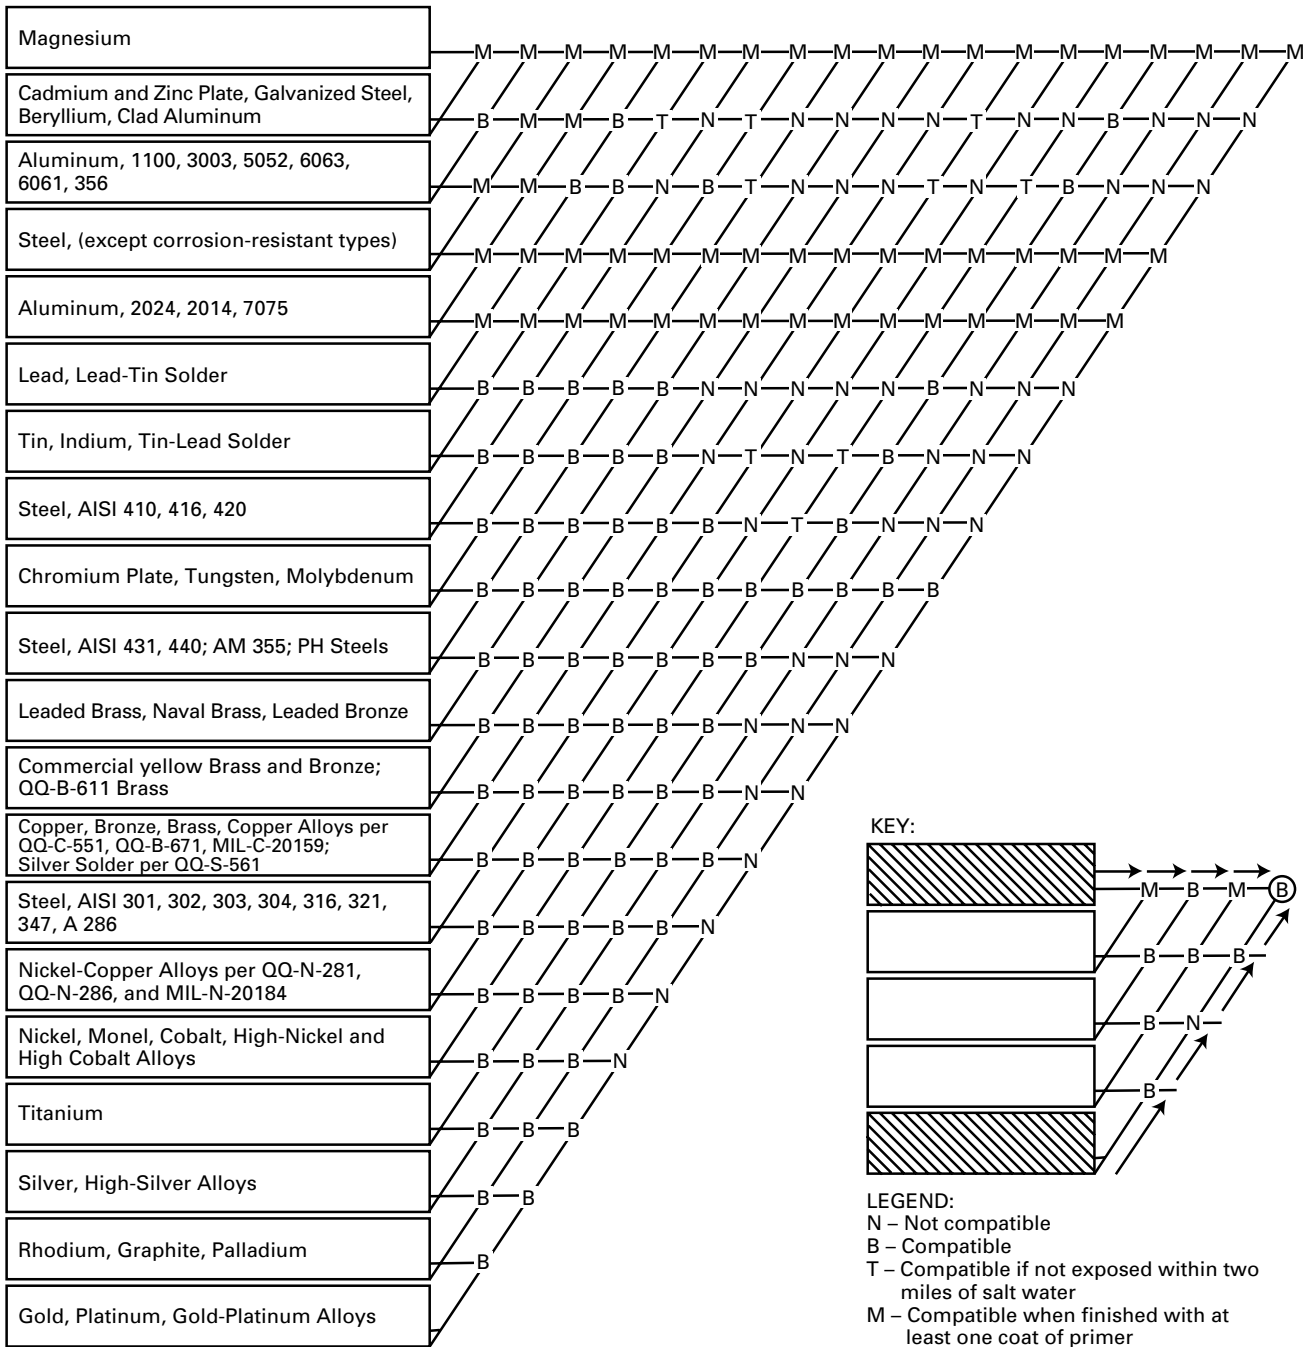 Magnesium
M M M M M M M M M M M M M M M M M M M
Cadmium and Zinc Plate, Galvanized Steel,
Beryllium, Clad Aluminum
B M M B T N T N N N N T N N B N N N
Aluminum, 1100, 3003, 5052, 6063,
6061, 356
M M B B N B T N N N T N T B N N N
Steel, (except corrosion-resistant types)
M M M M M M M M M M M M M M M M
Aluminum, 2024, 2014, 7075
M M M M M M M M M M M M M M M
Lead, Lead-Tin Solder
B B B B B N N N N N B N N N
Tin, Indium, Tin-Lead Solder
B B B B B N T N T B N N N
Steel, AISI 410, 416, 420
B B B B B B N T B N N N
Chromium Plate, Tungsten, Molybdenum
B B B B B B B B B B B
Steel, AISI 431, 440; AM 355; PH Steels
B B B B B B B N N N
Leaded Brass, Naval Brass, Leaded Bronze
B B B B B B N N N
Commercial yellow Brass and Bronze;
QQ-B-611 Brass
B B B B B B N N
Copper, Bronze, Brass, Copper Alloys per
QQ-C-551, QQ-B-671, MIL-C-20159;
Silver Solder per QQ-S-561
B B B B B B N
Steel, AISI 301, 302, 303, 304, 316, 321,
347, A 286
B B B B B N
Nickel-Copper Alloys per QQ-N-281,
QQ-N-286, and MIL-N-20184
B B B B N
Nickel, Monel, Cobalt, High-Nickel and
High Cobalt Alloys
B B B N
Titanium
B B B
Silver, High-Silver Alloys
B B
Rhodium, Graphite, Palladium
B
Gold, Platinum, Gold-Platinum Alloys
KEY:
M B M B
B B B
B N
B
LEGEND:
N – Not compatible
B – Compatible
T – Compatible if not exposed within two
miles of salt water
M – Compatible when finished with at
least one coat of primer